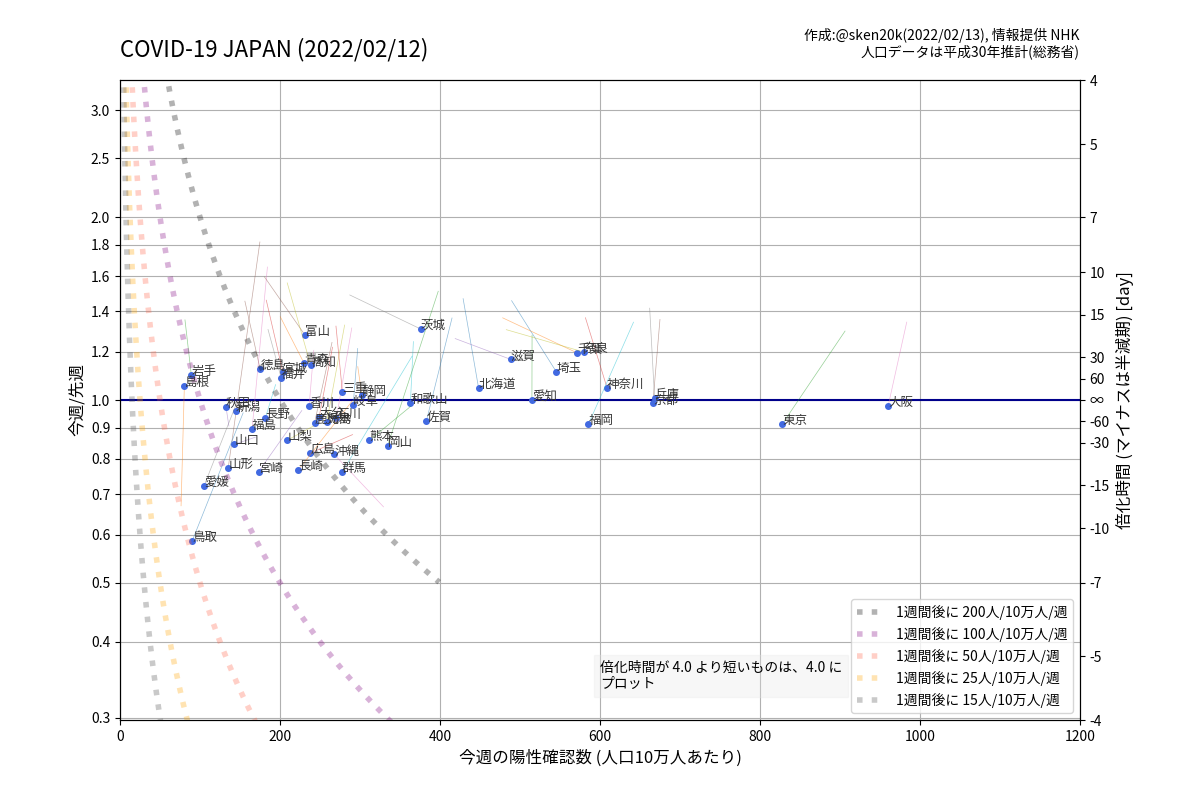 COVID-19 JAPAN (2022/02/12)
作成:@sken20k(2022/02/13), 情報提供 NHK
人口データは平成30年推計(総務省)
今週/先週
3.0
2.5
2.0
1.8
1.6
1.4
1.2
1.0
0.9
0.8
0.7
0.6
0.5
0.4
0.3
茨城
富山
滋賀
奈良
埼玉
徳島
宮城
福井
岩手
島根
三重
静岡
北海道
神奈川
和歌山
愛知
兵庫
京都
大阪
秋田
新潟
香川
岐阜
長野
石川
福島
佐賀
福岡
東京
山口
山梨
熊本
岡山
広島
沖縄
山形
宮崎
長崎
群馬
愛媛
鳥取
倍化時間が 4.0 より短いものは、4.0 に
プロット
1週間後に 200人/10万人/週
1週間後に 100人/10万人/週
1週間後に 50人/10万人/週
1週間後に 25人/10万人/週
1週間後に 15人/10万人/週
4
5
7
10
15
30
60
∞
-60
-30
-15
-10
-7
-5
-4
倍化時間 (マイナスは半減期) [day]
0
200
400
600
800
1000
1200
今週の陽性確認数 (人口10万人あたり)